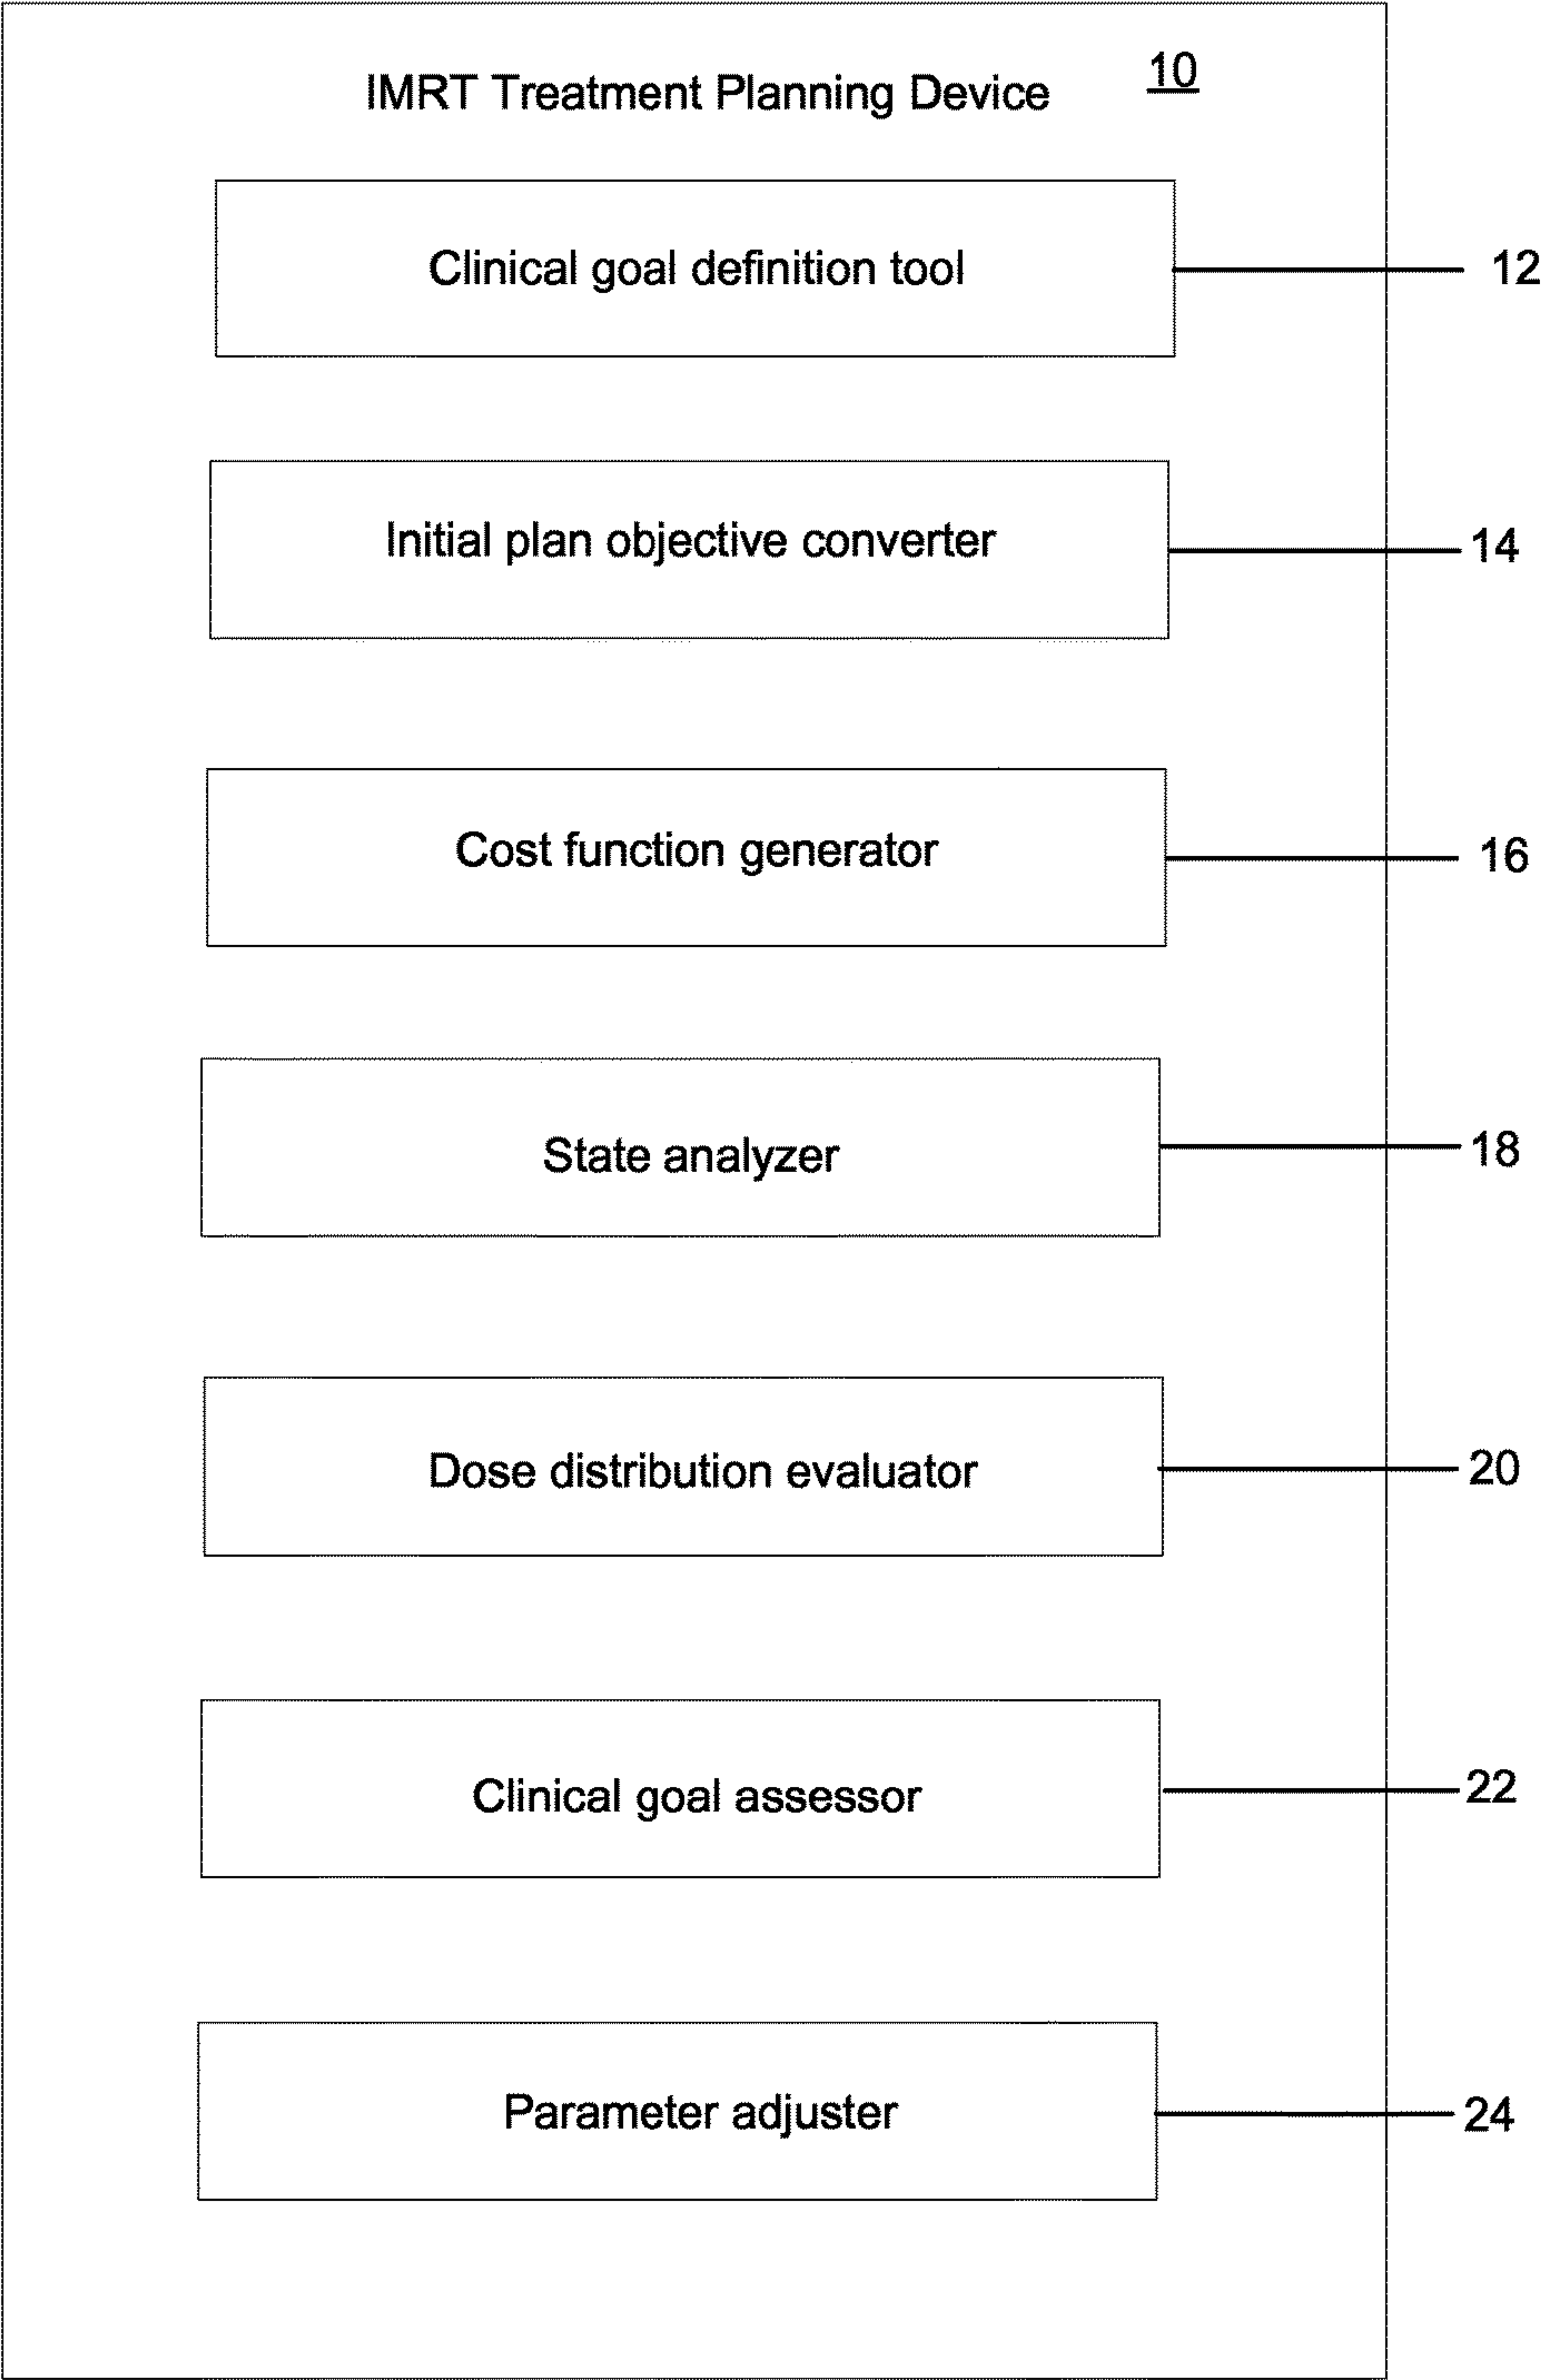 IMRT Treatment Planning Device 10
Clinical goal definition tool 12
Initial plan objective converter 14
Cost function generator 16
State analyzer 18
Dose distribution evaluator 20
Clinical goal assessor 22
Parameter adjuster 24